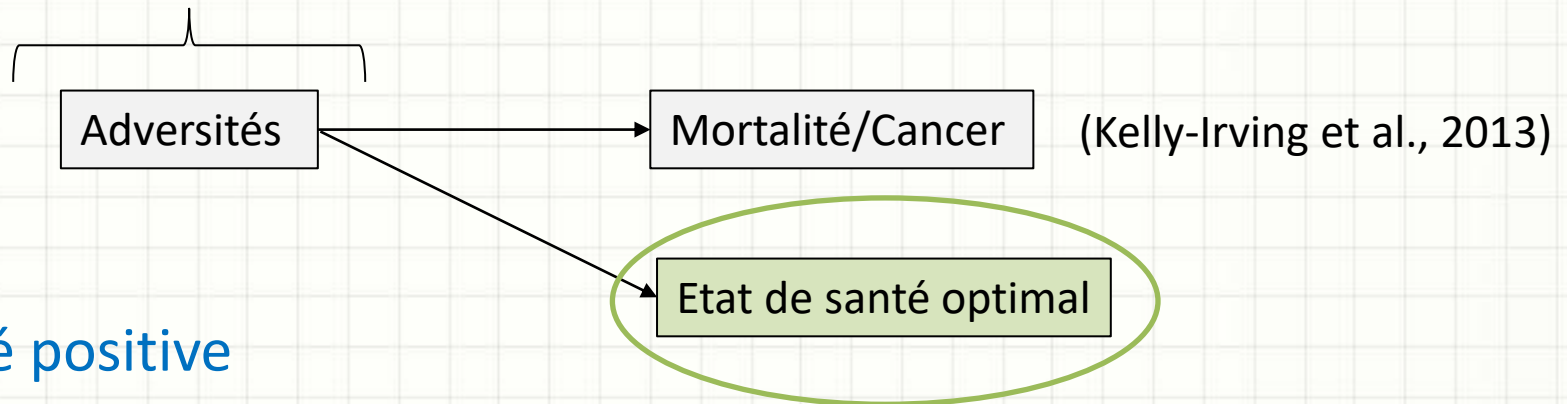 Adversités
Mortalité/Cancer
(Kelly-Irving et al., 2013)
Etat de santé optimal
é positive